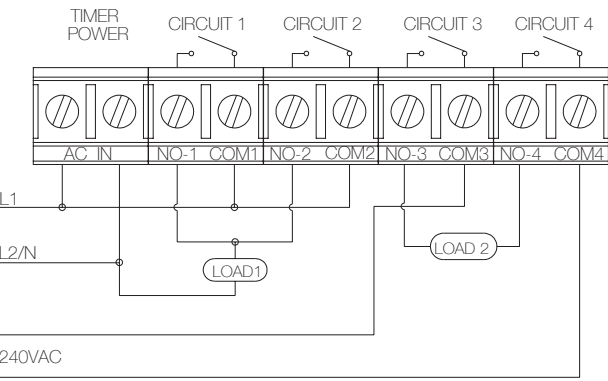 TIMER
POWER
CIRCUIT 1
CIRCUIT 2
CIRCUIT 3
CIRCUIT 4
AC IN
NO-1
COM1
NO-2
COM2
NO-3
COM3
NO-4
COM4
L1
L2/N
LOAD1
LOAD 2
240VAC